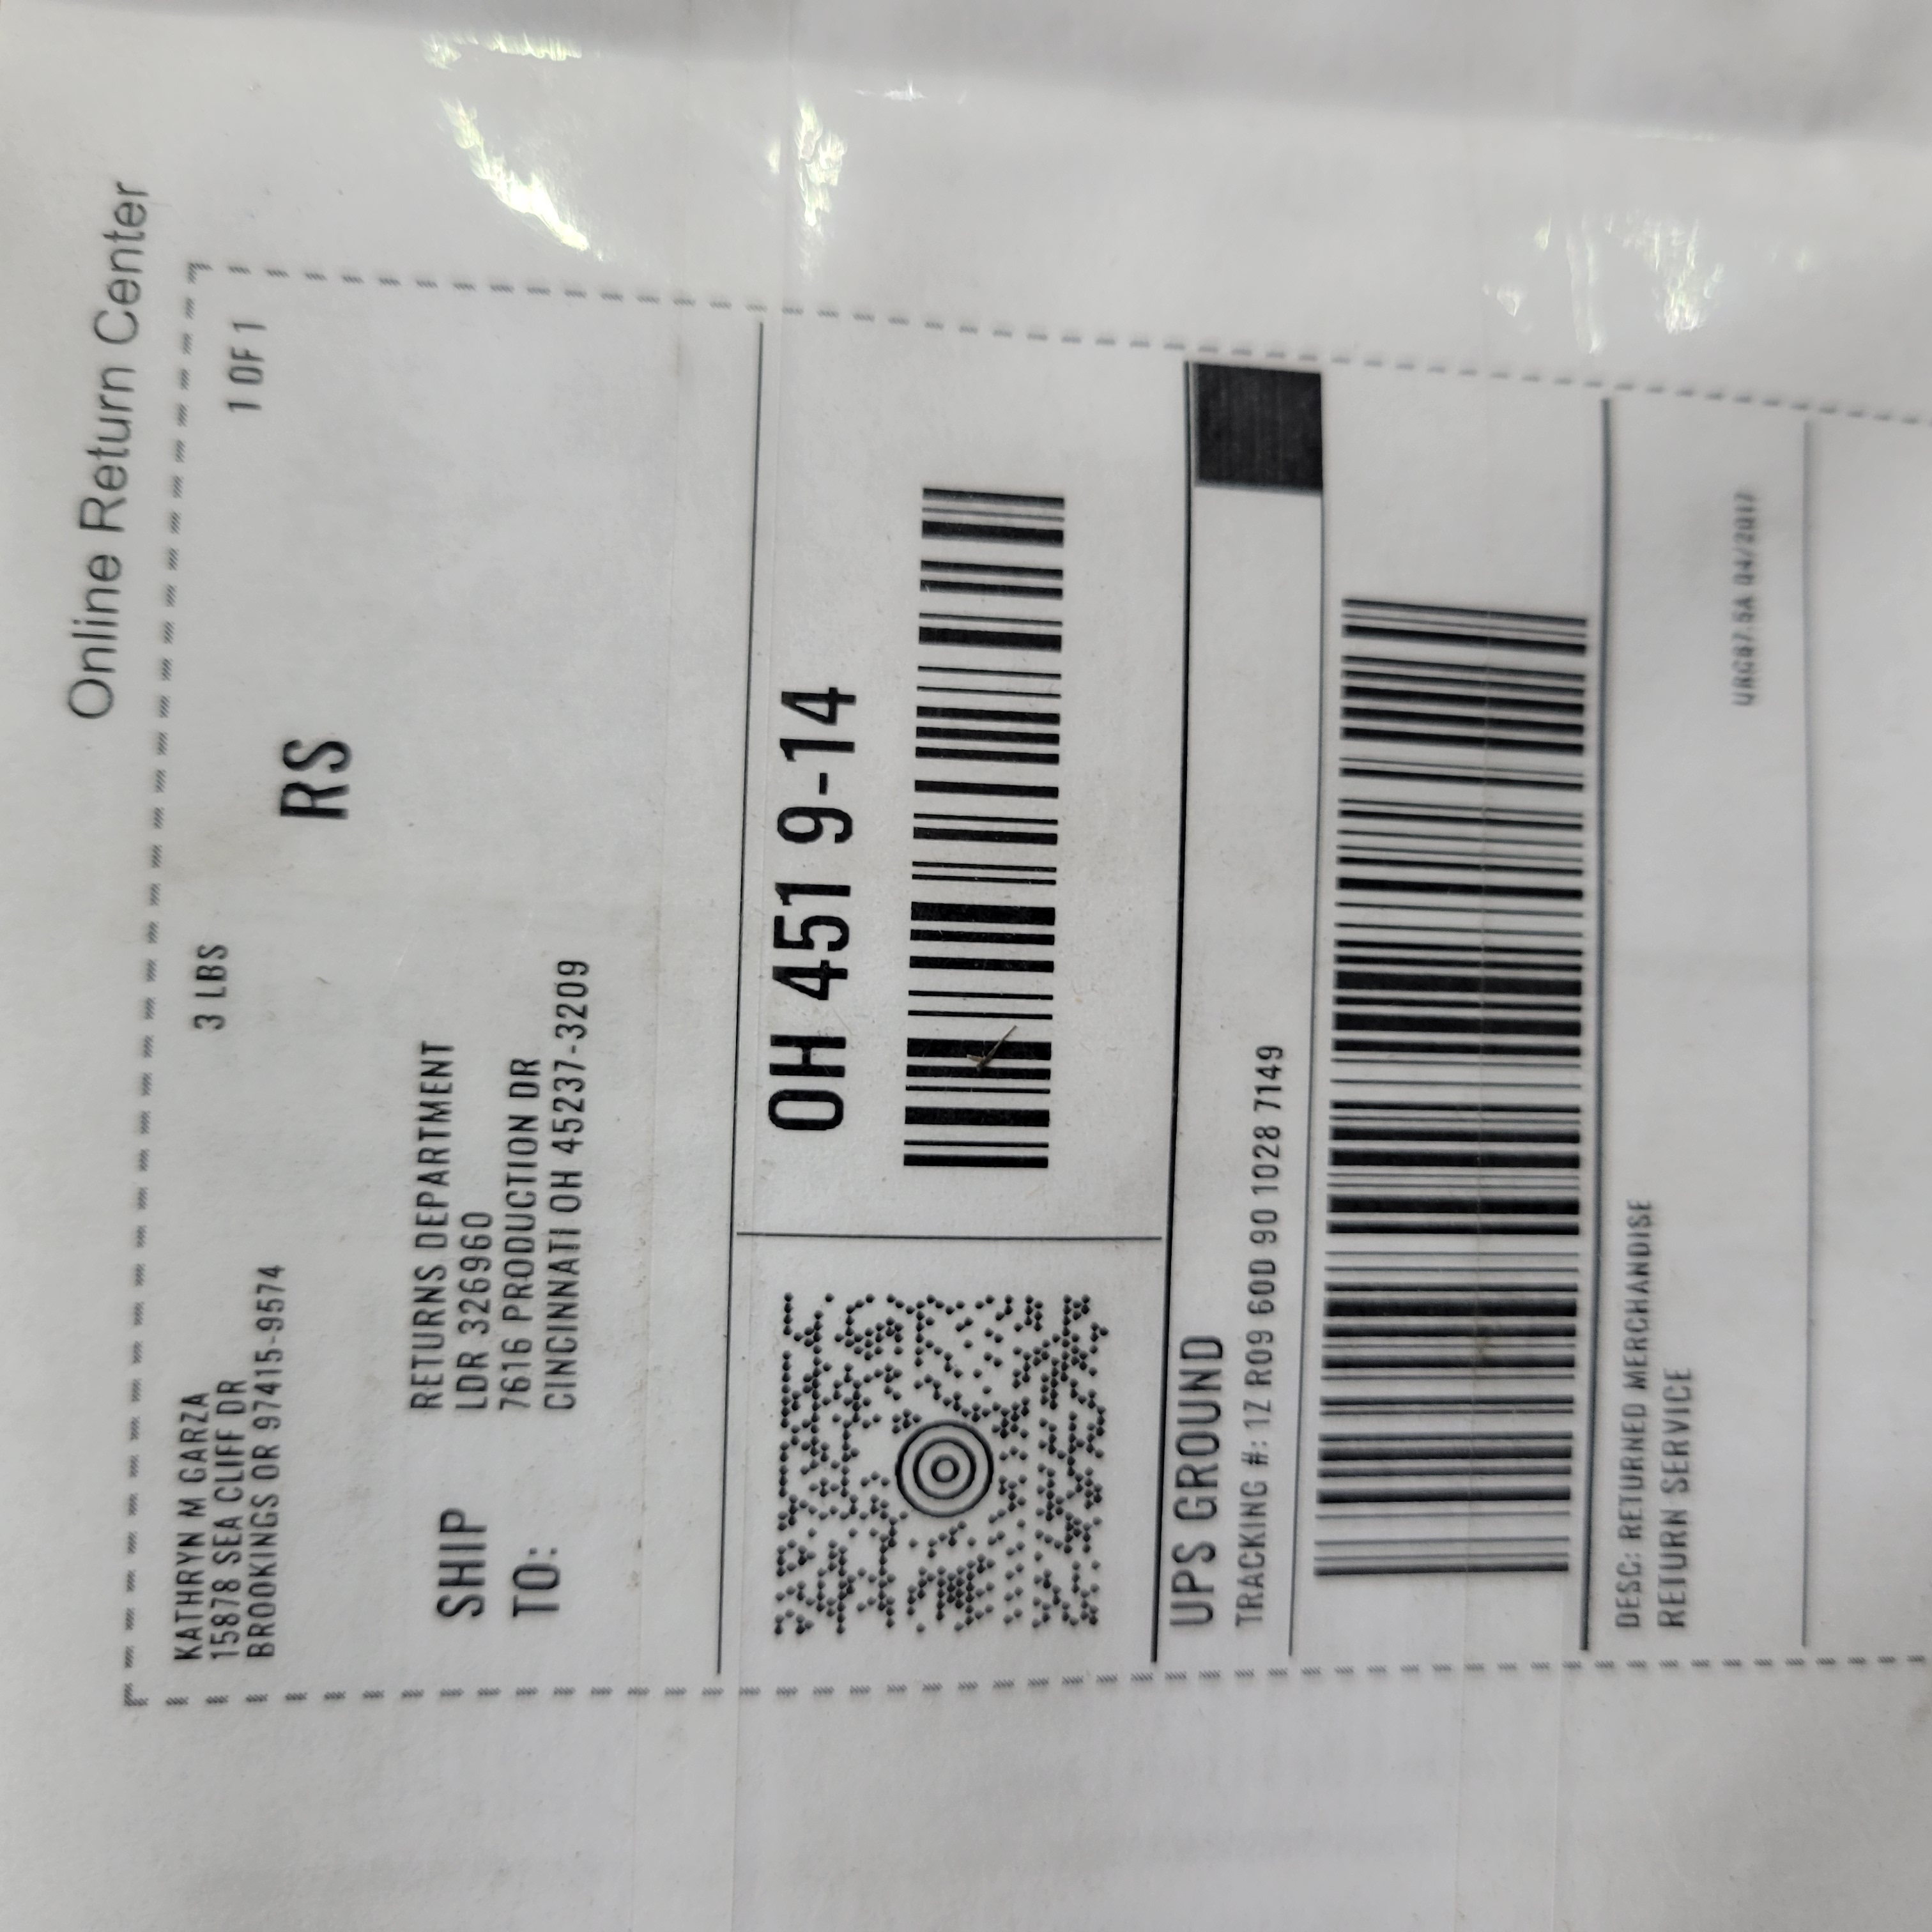 Online Return Center
1 OF 1
3 LBS
KATHRYN M GARZA
15878 SEA CLIFF DR
BROOKINGS OR 97415-9574
RS
SHIP
TO:
RETURNS DEPARTMENT
LDR 326960
7616 PRODUCTION DR
CINCINNATI OH 45237-3209
OH 451 9-14
UPS GROUND
TRACKING #: 1Z R09 60D 90 1028 7149
DESC: RETURNED MERCHANDISE
RETURN SERVICE
04/2017